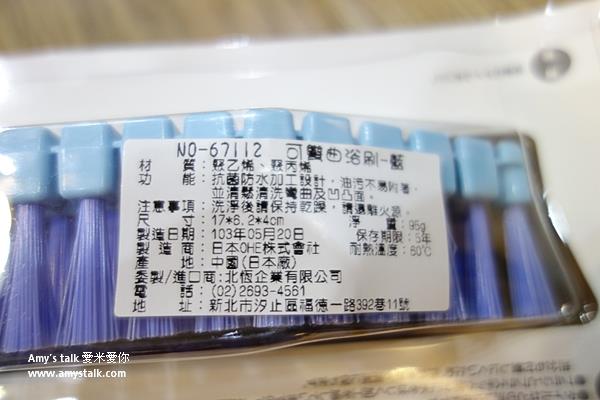 NO-67112 可彎曲浴刷-藍
材 質:聚乙烯、聚丙烯
功 能:抗菌防水加工設計，油污不易附著，
並清鬆清洗彎曲及凹凸面。
注意事項:洗淨後請保持乾燥，請遠離火源。
尺 寸:17*6.2*4cm 淨 量:95g
製造日期:103年05月20日 保存期限:5年
製 造 商:日本OHE株式會社 耐熱溫度:60℃
產 地:中國(日本廠)
委製/進口商:北恆企業有限公司
電 話:(02)2693-4561
地 址:新北市汐止區福德一路392巷11號
Amy's talk 愛米愛你
www.amystalk.com